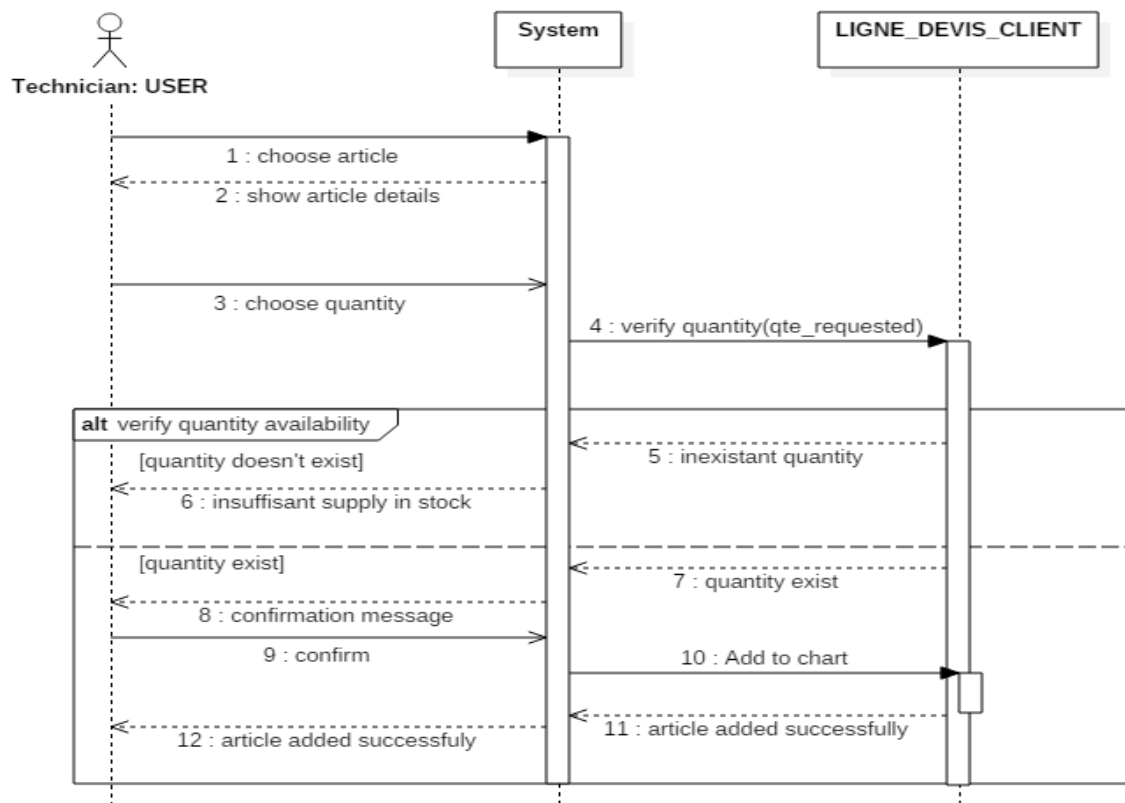 System
LIGNE_DEVIS_CLIENT
Technician: USER
1 : choose article
2 : show article details
3 : choose quantity
4 : verify quantity(qte_requested)
alt verify quantity availability
5 : inexistant quantity
[quantity doesn't exist]
6 : insuffisant supply in stock
[quantity exist]
7 : quantity exist
8 : confirmation message
9 : confirm
10 : Add to chart
11 : article added successfully
12 : article added successfuly